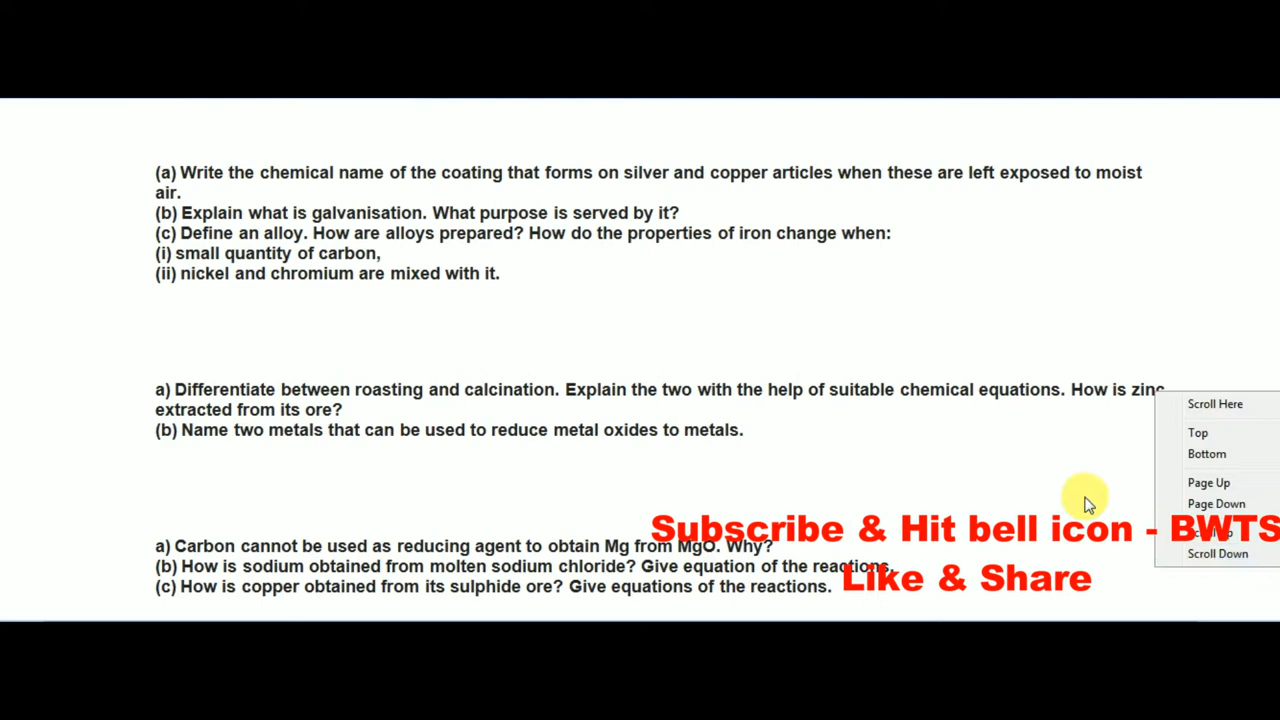 (a) Write the chemical name of the coating that forms on silver and copper articles when these are left exposed to moist
air.
(b) Explain what is galvanisation. What purpose is served by it?
(c) Define an alloy. How are alloys prepared? How do the properties of iron change when:
(i) small quantity of carbon,
(ii) nickel and chromium are mixed with it.
a) Differentiate between roasting and calcination. Explain the two with the help of suitable chemical equations. How is zinc
extracted from its ore?
(b) Name two metals that can be used to reduce metal oxides to metals.
a) Carbon cannot be used as reducing agent to obtain Mg from MgO. Why?
(b) How is sodium obtained from molten sodium chloride? Give equation of the reactions.
(c) How is copper obtained from its sulphide ore? Give equations of the reactions.
Subscribe & Hit bell icon - BWTS
Like & Share
Scroll Here
Top
Bottom
Page Up
Page Down
Scroll Down